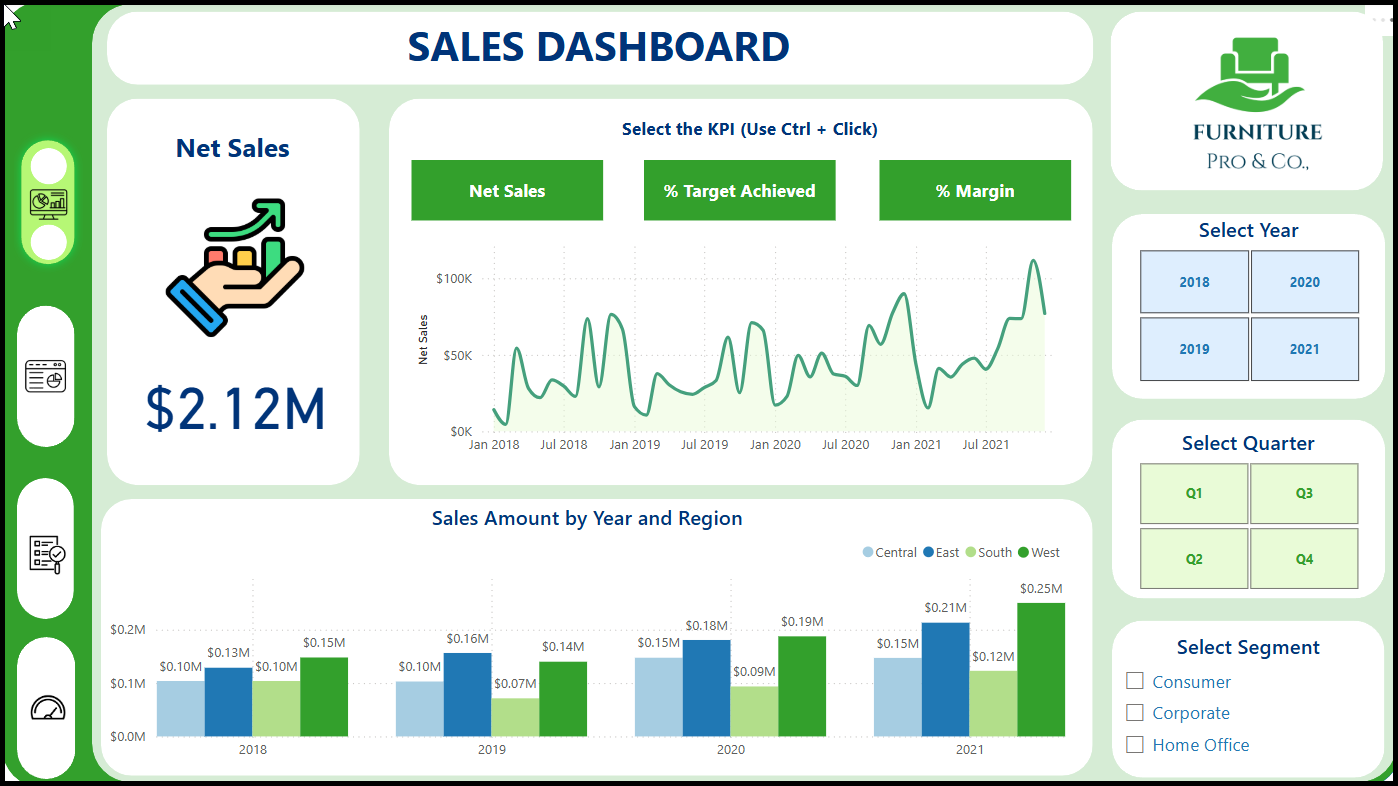 SALES DASHBOARD
FURNITURE
PRO & CO.,
Net Sales
$2.12M
Select the KPI (Use Ctrl + Click)
Net Sales
% Target Achieved
% Margin
Net Sales
$100K
$50K
$0K
Jan 2018 Jul 2018 Jan 2019 Jul 2019 Jan 2020 Jul 2020 Jan 2021 Jul 2021
Select Year
2018 2020
2019 2021
Select Quarter
Q1 Q3
Q2 Q4
Select Segment
Consumer
Corporate
Home Office
Sales Amount by Year and Region
Central East South West
$0.2M
$0.1M
$0.0M
$0.10M $0.13M $0.10M $0.15M
$0.10M $0.16M $0.07M $0.14M
$0.15M $0.18M $0.09M $0.19M
$0.15M $0.21M $0.12M $0.25M
2018 2019 2020 2021